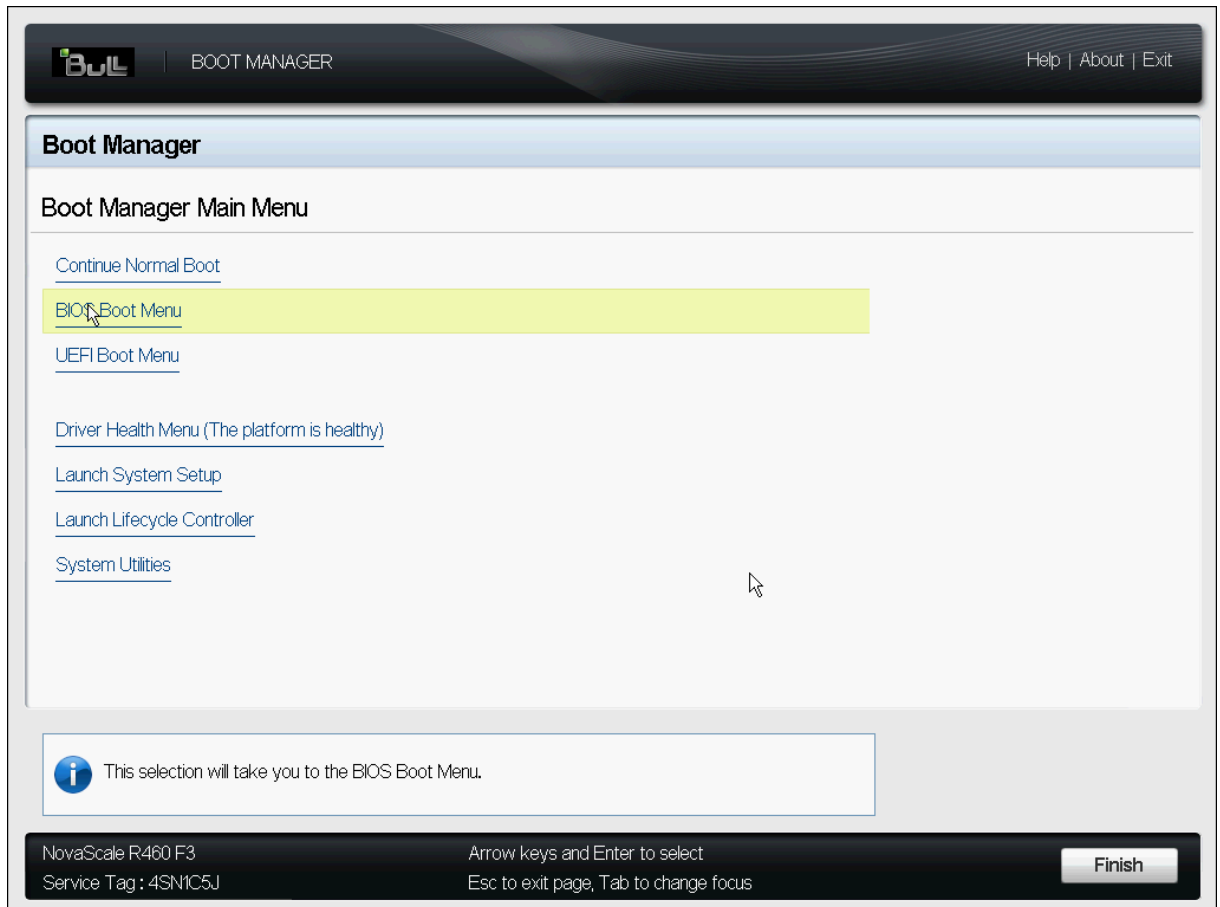 Bull
BOOT MANAGER
Help | About | Exit
Boot Manager
Boot Manager Main Menu
Continue Normal Boot
BIOS Boot Menu
UEFI Boot Menu
Driver Health Menu (The platform is healthy)
Launch System Setup
Launch Lifecycle Controller
System Utilities
This selection will take you to the BIOS Boot Menu.
NovaScale R460 F3
Service Tag : 4SN1C5J
Arrow keys and Enter to select
Esc to exit page, Tab to change focus
Finish